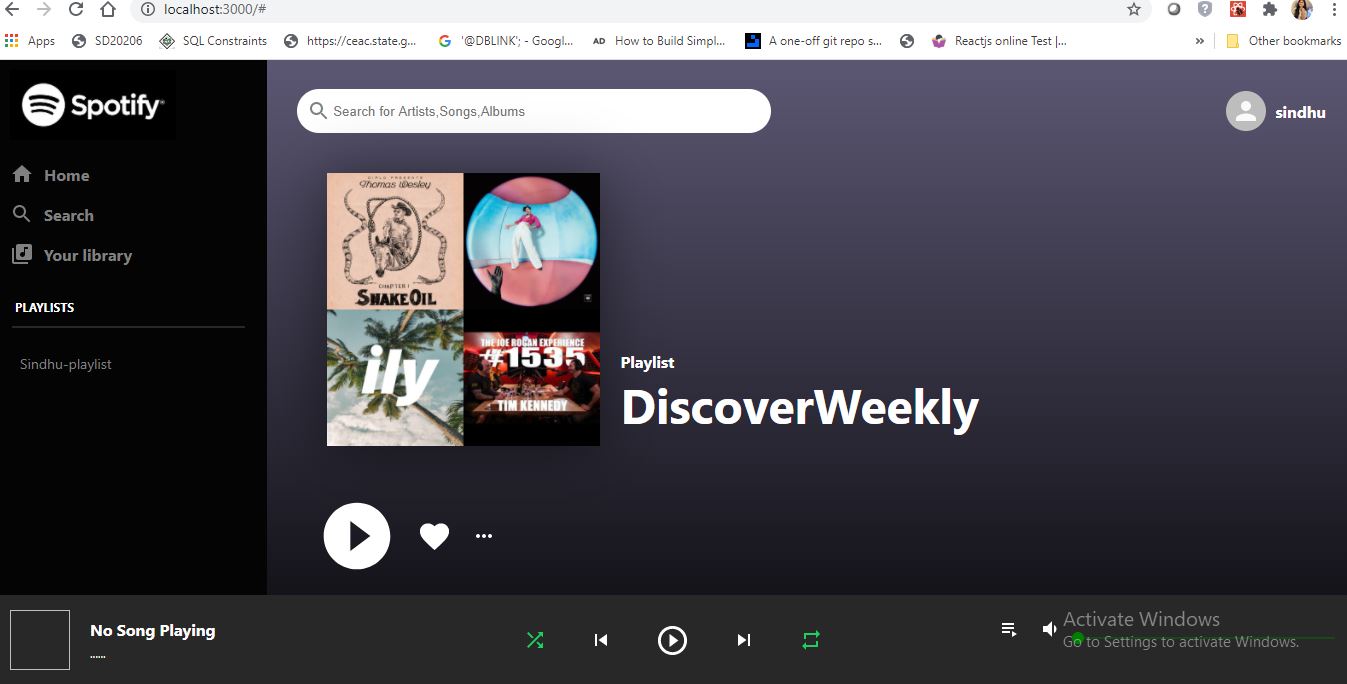 localhost:3000/#
Apps
SD20206
SQL Constraints
https://ceac.state.g...
'@DBLINK'; - Googl...
AD
How to Build Simpl...
A one-off git repo s...
Reactjs online Test |...
»
Other bookmarks
Spotify
Search for Artists,Songs,Albums
sindhu
Home
Search
Your library
PLAYLISTS
Sindhu-playlist
Thomas Wesley
CHAPTER I
SNAKE OIL
ily
THE JOE ROGAN EXPERIENCE
#1535
TIM KENNEDY
Playlist
DiscoverWeekly
No Song Playing
......
Activate Windows
Go to Settings to activate Windows.